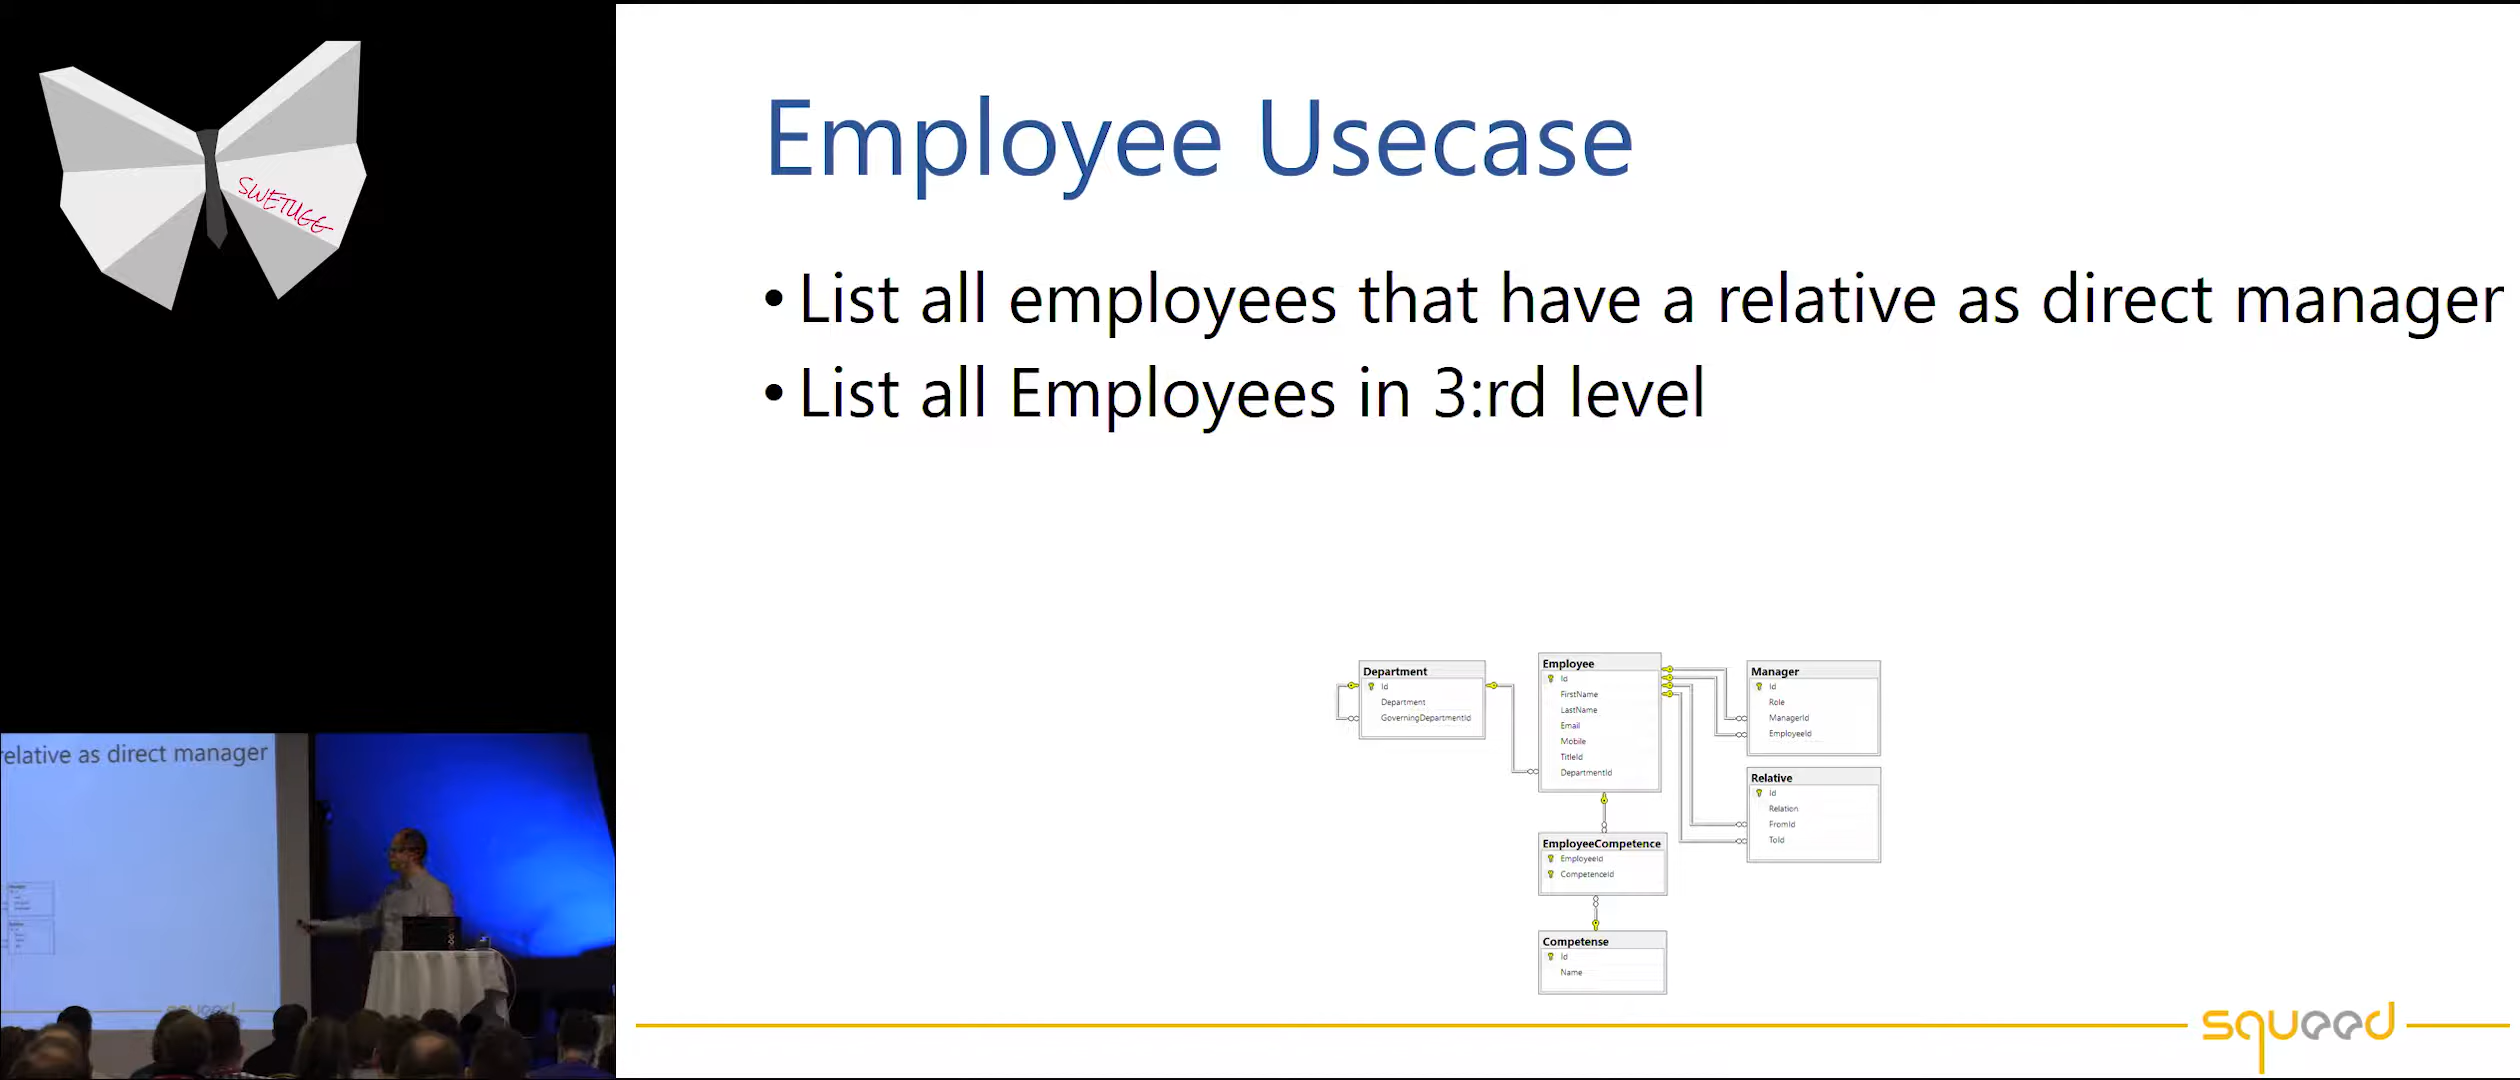 SWETUGG
Employee Usecase
• List all employees that have a relative as direct manager
• List all Employees in 3:rd level
Department
Id
Department
GoverningDepartmentId
Employee
Id
FirstName
LastName
Email
Mobile
TitleId
DepartmentId
Manager
Id
Role
ManagerId
EmployeeId
Relative
Id
Relation
FromId
ToId
EmployeeCompetence
EmployeeId
CompetenceId
Competense
Id
Name
relative as direct manager
squeed
squeed